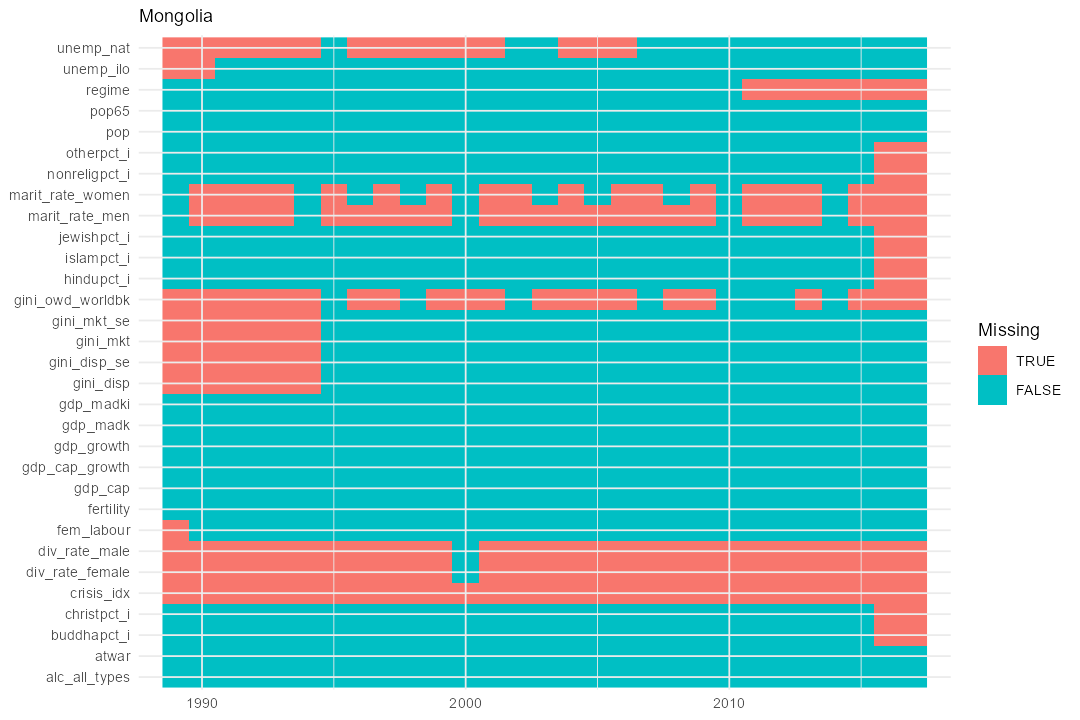 Mongolia
unemp_nat
unemp_ilo
regime
pop65
pop
otherpct_i
nonreligpct_i
marit_rate_women
marit_rate_men
jewishpct_i
islampct_i
hindupct_i
gini_owd_worldbk
gini_mkt_se
gini_mkt
gini_disp_se
gini_disp
gdp_madki
gdp_madk
gdp_growth
gdp_cap_growth
gdp_cap
fertility
fem_labour
div_rate_male
div_rate_female
crisis_idx
christpct_i
buddhapct_i
atwar
alc_all_types
1990 2000 2010
Missing
TRUE
FALSE